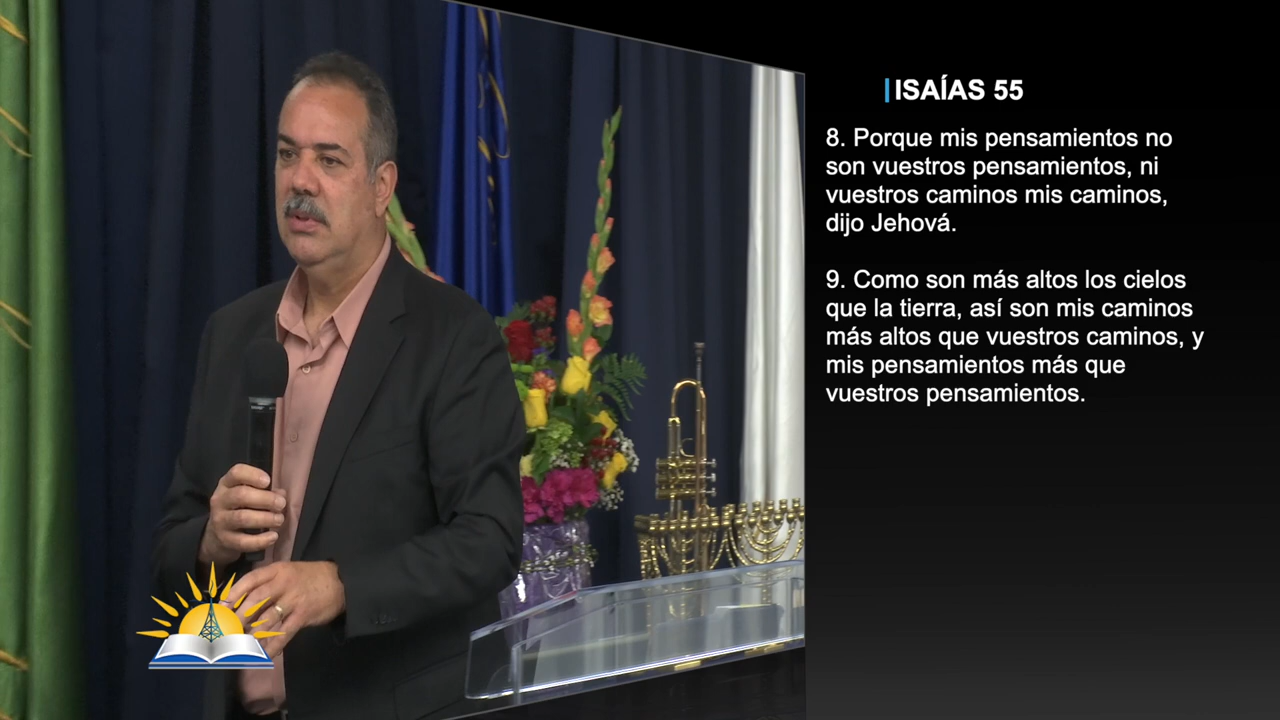 ISAÍAS 55
8. Porque mis pensamientos no
son vuestros pensamientos, ni
vuestros caminos mis caminos,
dijo Jehová.
9. Como son más altos los cielos
que la tierra, así son mis caminos
más altos que vuestros caminos, y
mis pensamientos más que
vuestros pensamientos.